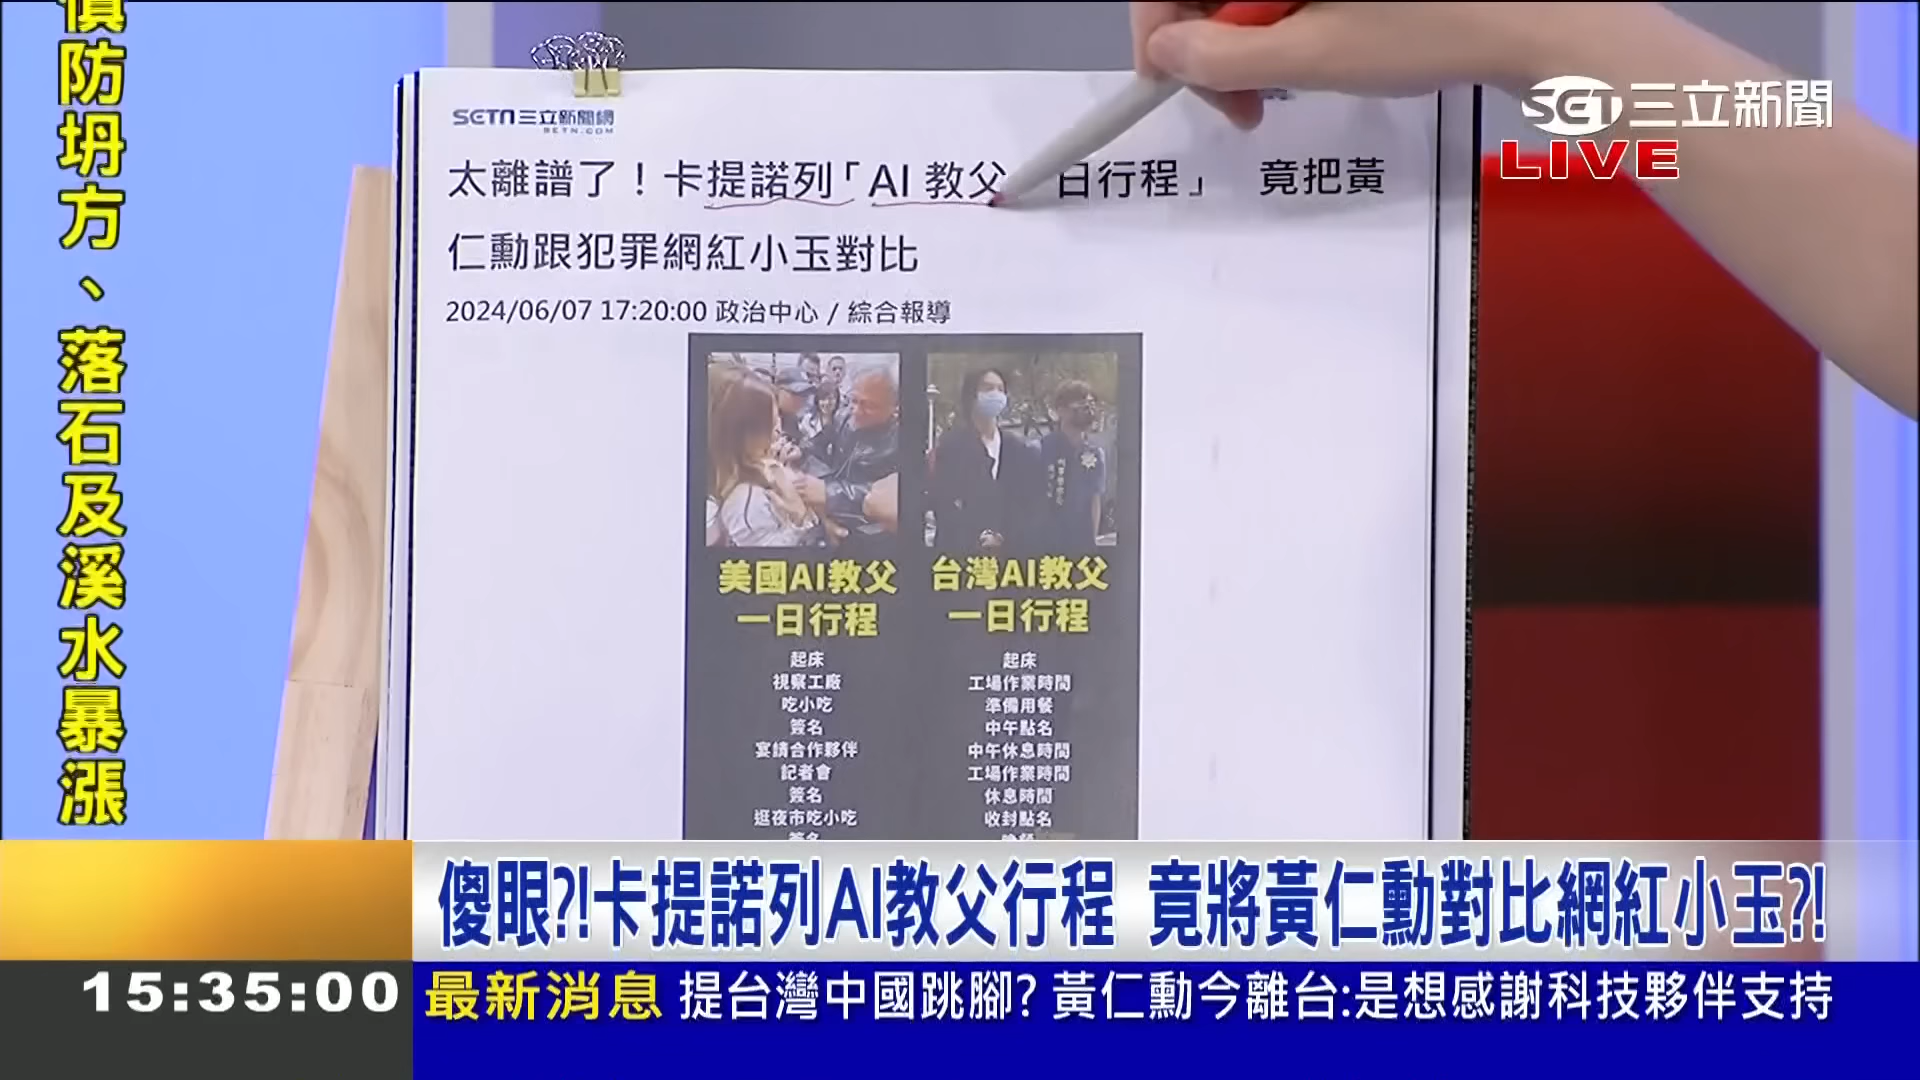 慎防坍方、落石及溪水暴漲
SETN三立新聞網
SETN.COM
SET三立新聞
LIVE
太離譜了！卡提諾列「AI 教父 日行程」 竟把黃
仁勳跟犯罪網紅小玉對比
2024/06/07 17:20:00 政治中心 / 綜合報導
美國AI教父
一日行程
起床
視察工廠
吃小吃
簽名
宴請合作夥伴
記者會
簽名
逛夜市吃小吃
簽名
台灣AI教父
一日行程
起床
工場作業時間
準備用餐
中午點名
中午休息時間
工場作業時間
休息時間
收封點名
傻眼?!卡提諾列AI教父行程 竟將黃仁勳對比網紅小玉?!
15:35:00
最新消息 提台灣中國跳腳? 黃仁勳今離台:是想感謝科技夥伴支持